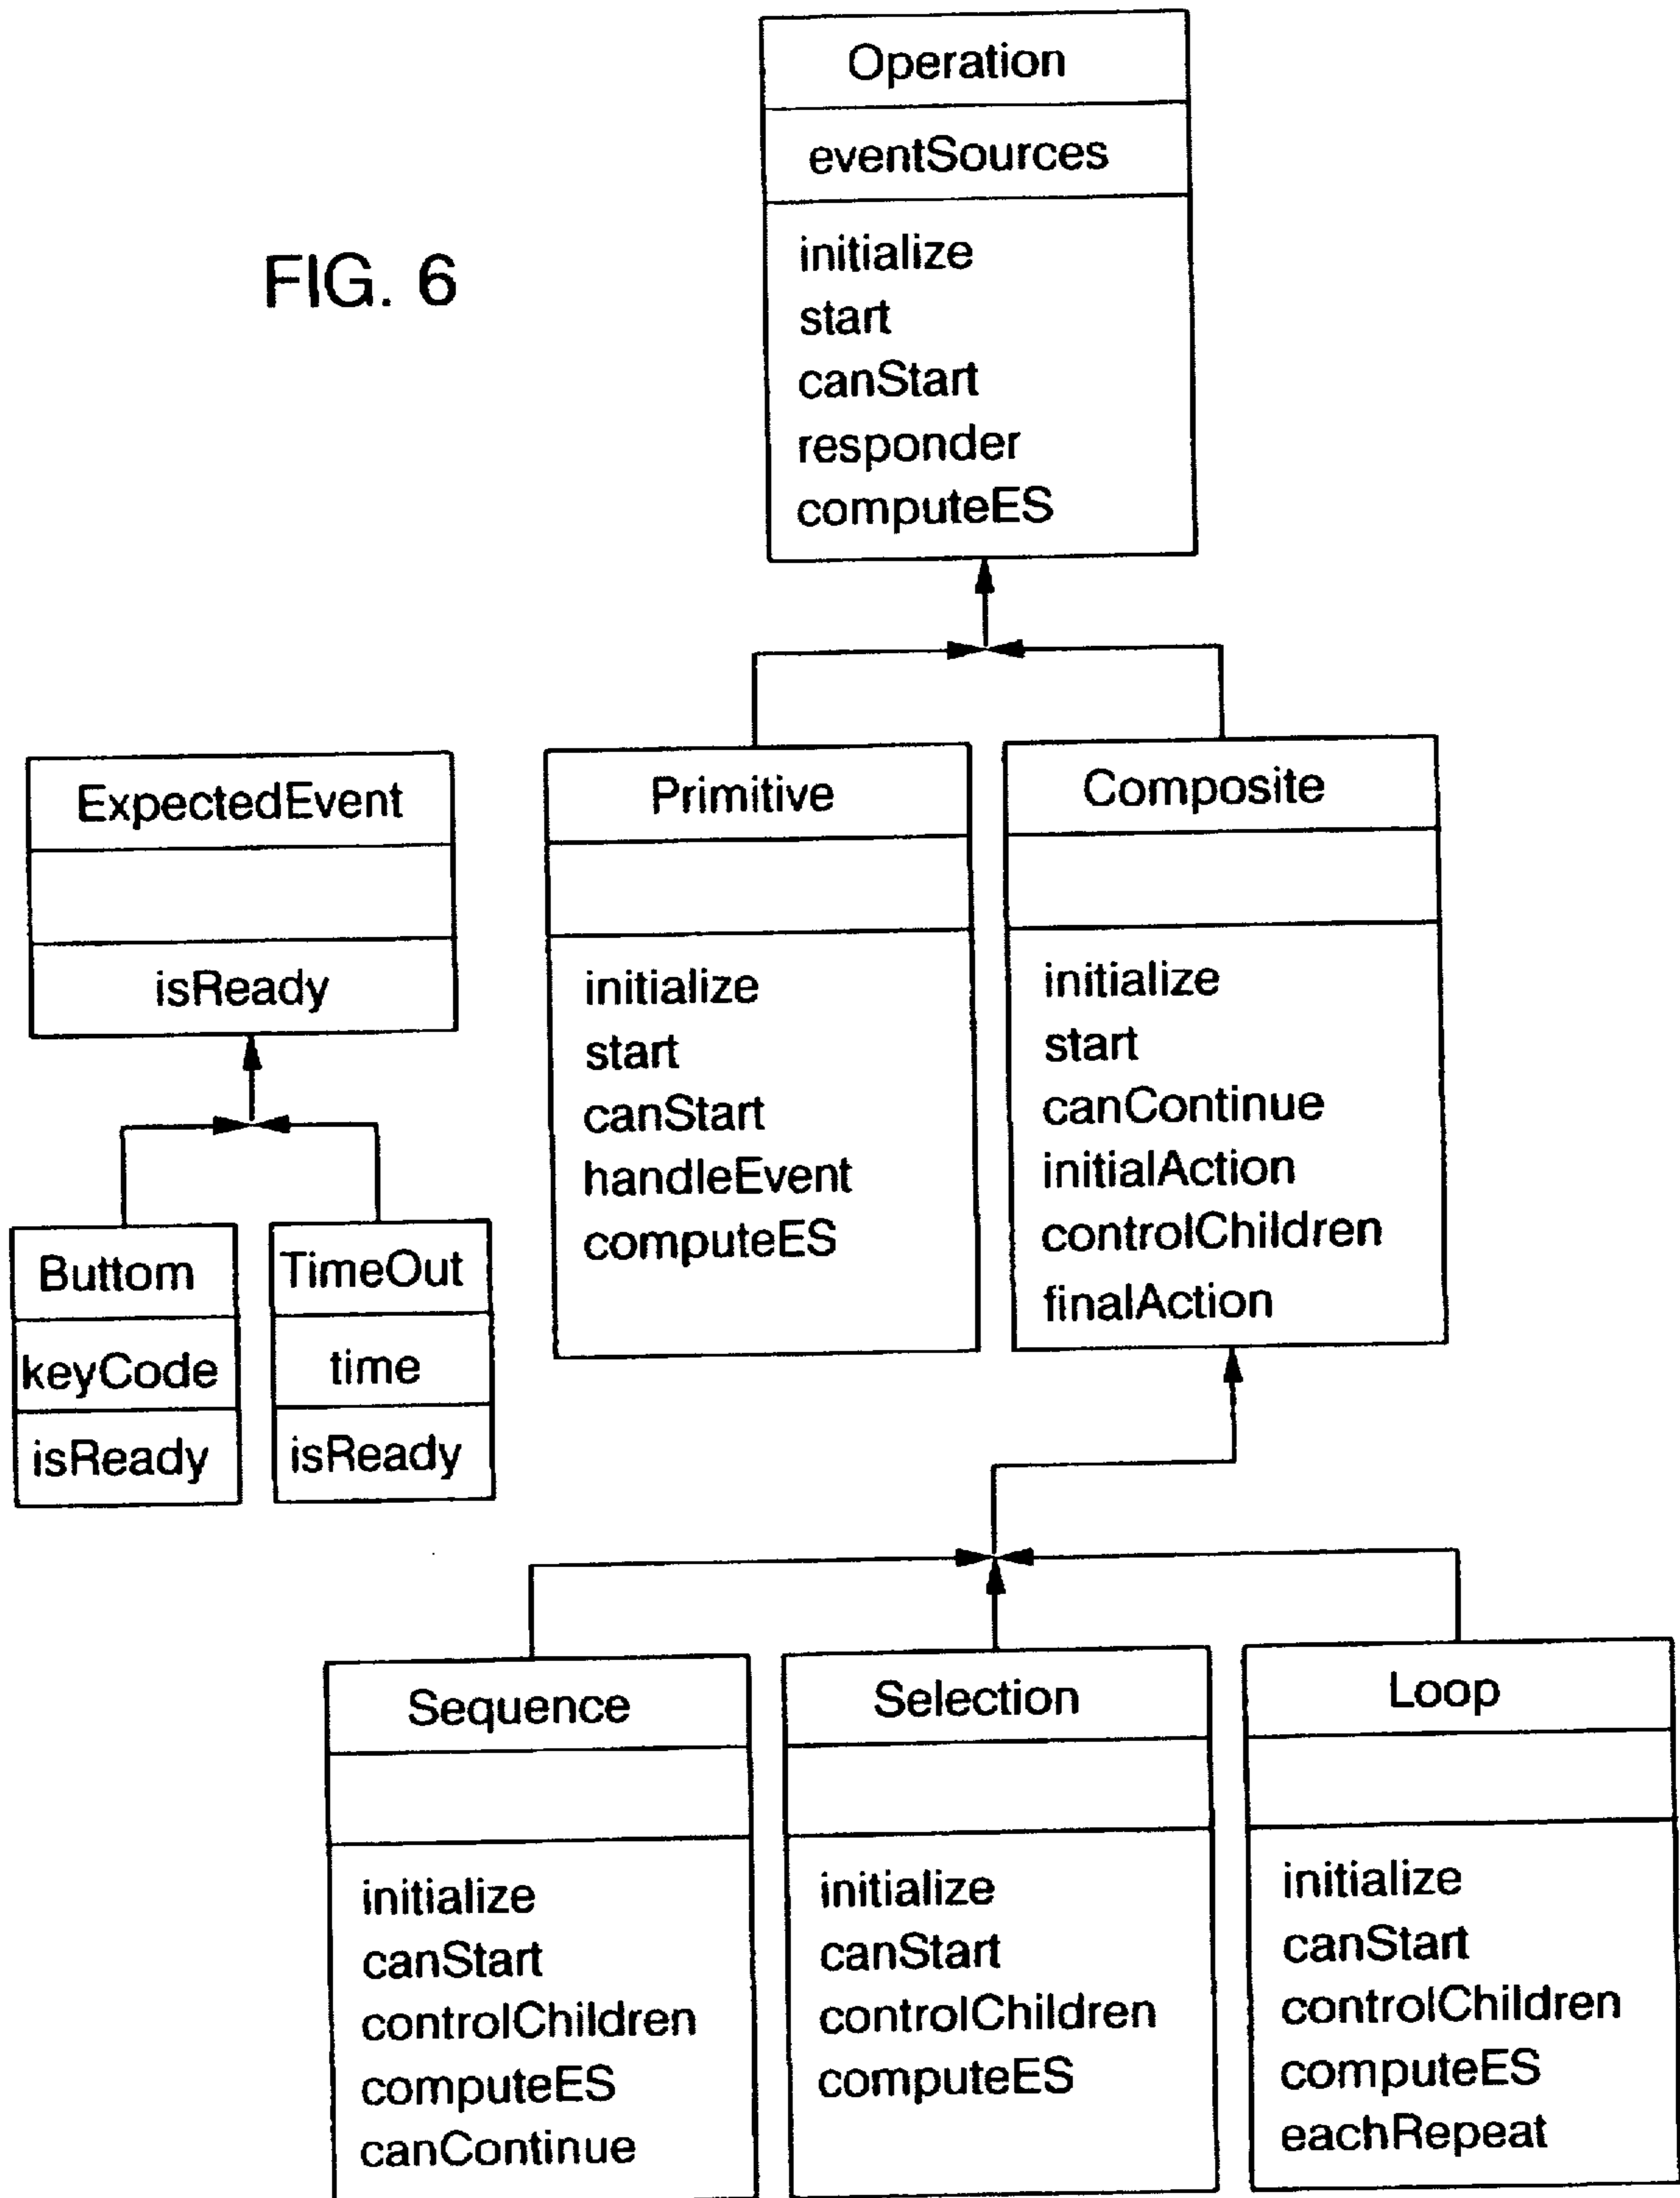 FIG. 6
Operation
eventSources
initialize
start
canStart
responder
computeES
ExpectedEvent
isReady
Buttom
keyCode
isReady
TimeOut
time
isReady
Primitive
initialize
start
canStart
handleEvent
computeES
Composite
initialize
start
canContinue
initialAction
controlChildren
finalAction
Sequence
initialize
canStart
controlChildren
computeES
canContinue
Selection
initialize
canStart
controlChildren
computeES
Loop
initialize
canStart
controlChildren
computeES
eachRepeat